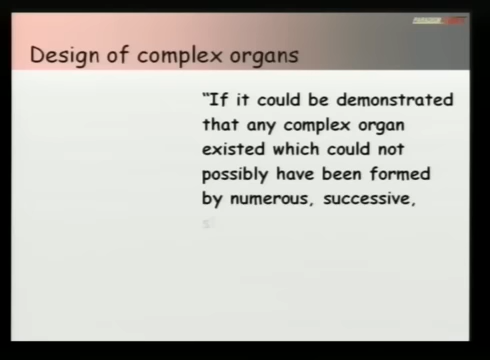 Design of complex organs
“If it could be demonstrated
that any complex organ
existed which could not
possibly have been formed
by numerous, successive,